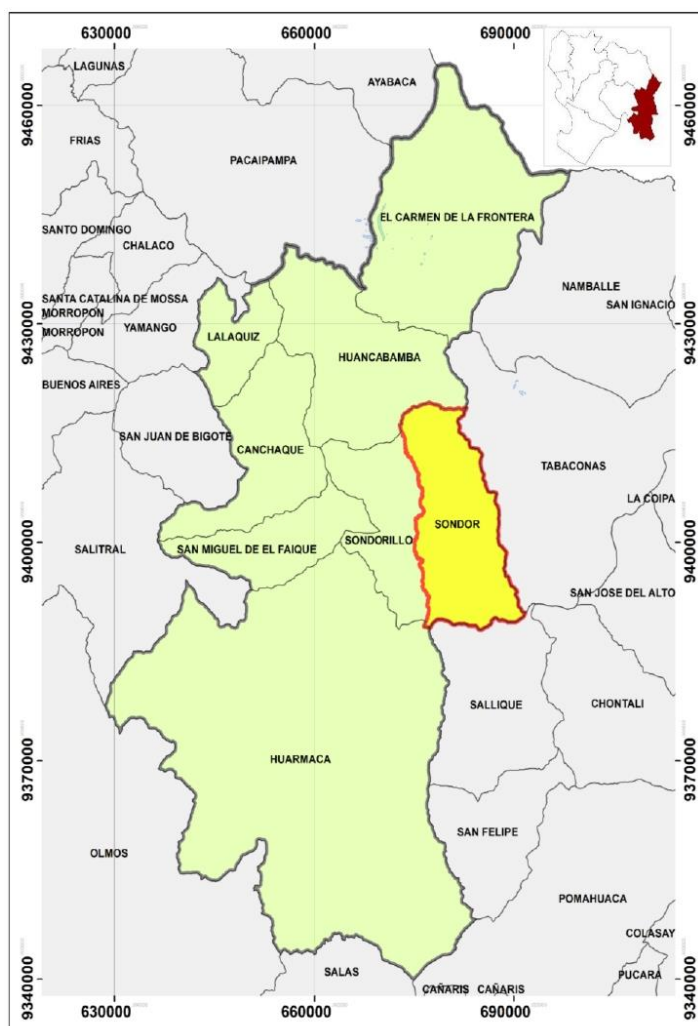 630000 660000 690000
LAGUNAS
AYABACA
9460000 9460000
FRIAS
PACAIPAMPA
EL CARMEN DE LA FRONTERA
SANTO DOMINGO
CHALACO
NAMBALLE
SANTA CATALINA DE MOSSA
SAN IGNACIO
MORROPON
9430000 9430000
MORROPON
YAMANGO
LALAQUIZ
HUANCABAMBA
BUENOS AIRES
SAN JUAN DE BIGOTE
CANCHAQUE
TABACONAS
LA COIPA
SONDOR
SONDORILLO
9400000 9400000
SALITRAL
SAN MIGUEL DE EL FAIQUE
SAN JOSE DEL ALTO
SALLIQUE
CHONTALI
HUARMACA
9370000 9370000
SAN FELIPE
OLMOS
POMAHUACA
COLASAY
SALAS
PUCARA
CAÑARIS CAÑARIS
9340000 9340000
630000 660000 690000